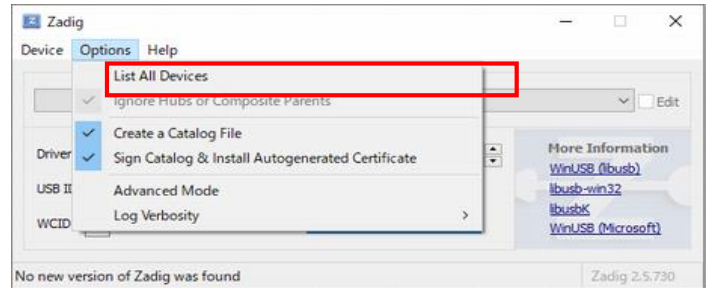 Zadig
Device Options Help
List All Devices
Ignore Hubs or Composite Parents
Edit
Create a Catalog File
Sign Catalog & Install Autogenerated Certificate
Advanced Mode
Log Verbosity
Driver
USB
WCID
More Information
WinUSB (libusb)
libusb-win32
libusbK
WinUSB (Microsoft)
No new version of Zadig was found
Zadig 2.5.730